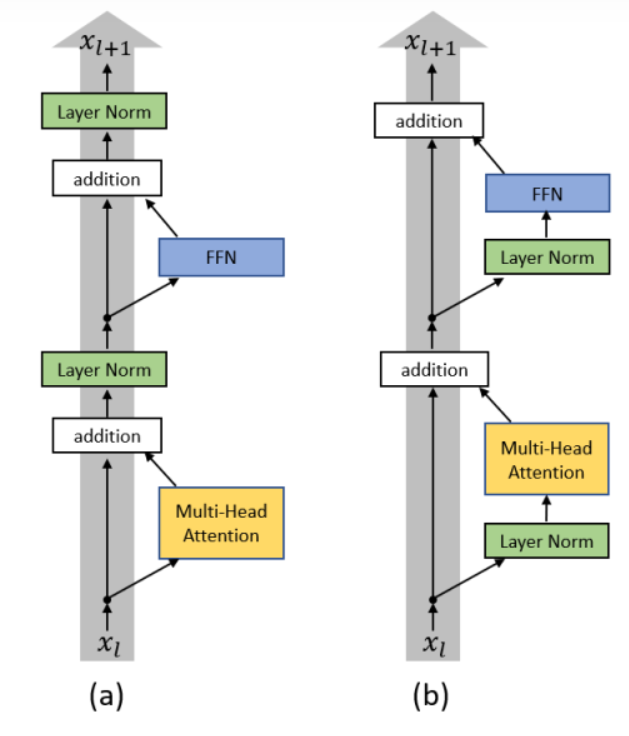 x_{l+1}
Layer Norm
addition
FFN
Layer Norm
addition
Multi-Head
Attention
x_l
(a)
x_{l+1}
addition
FFN
Layer Norm
addition
Multi-Head
Attention
Layer Norm
x_l
(b)